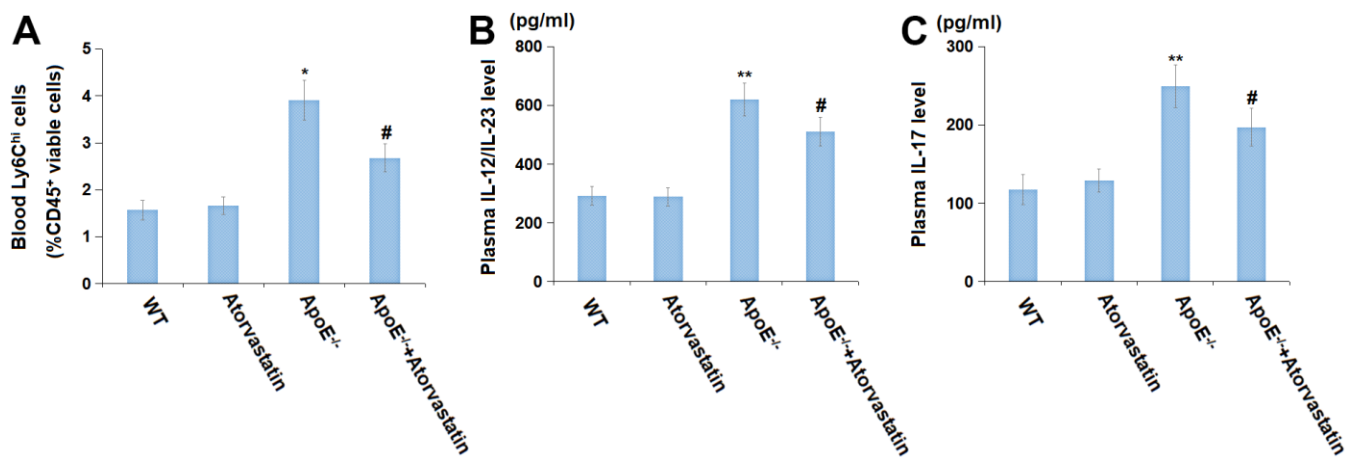 A
Blood Ly6Cʰⁱ cells
(%CD45⁺ viable cells)
5
4
3
2
1
0
*
#
WT
Atorvastatin
ApoE⁻/⁻
ApoE⁻/⁻+Atorvastatin
B
(pg/ml)
Plasma IL-12/IL-23 level
800
600
400
200
0
**
#
WT
Atorvastatin
ApoE⁻/⁻
ApoE⁻/⁻+Atorvastatin
C
(pg/ml)
Plasma IL-17 level
300
200
100
0
**
#
WT
Atorvastatin
ApoE⁻/⁻
ApoE⁻/⁻+Atorvastatin